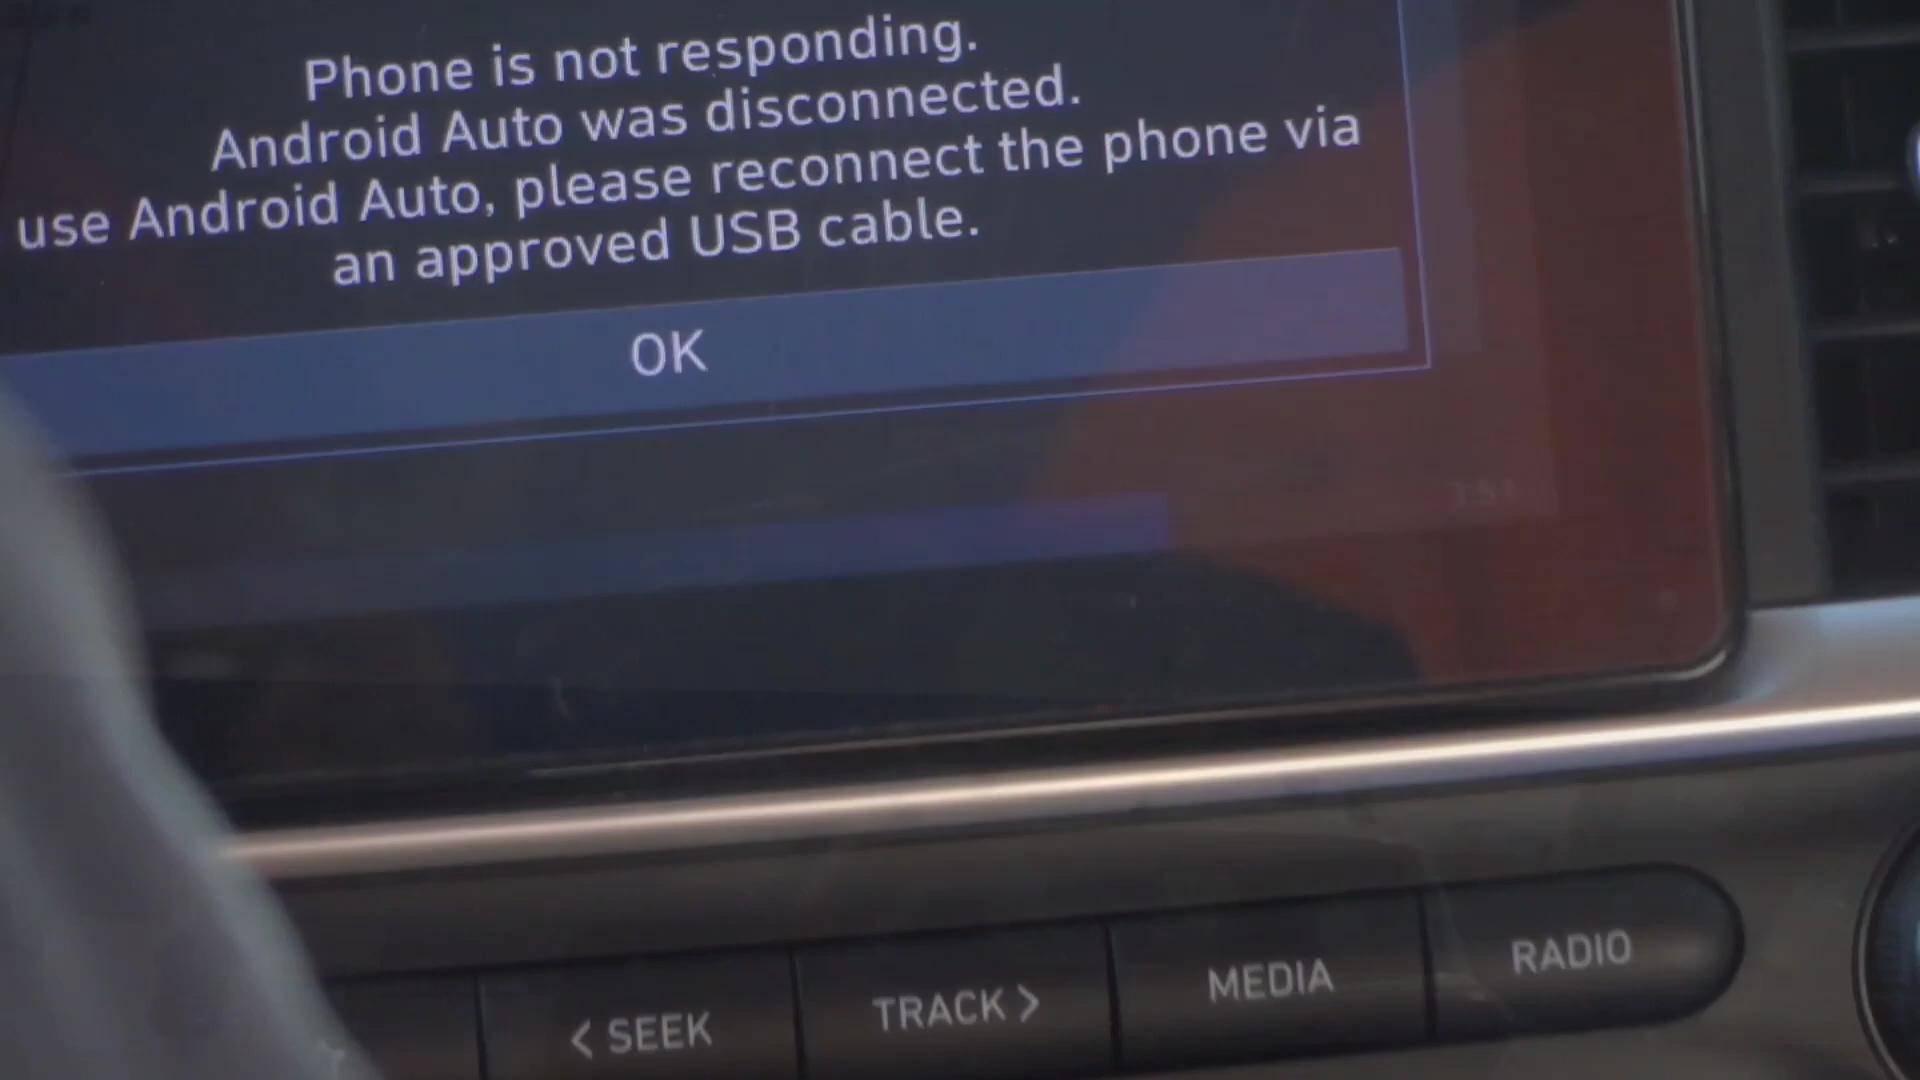 Phone is not responding.
Android Auto was disconnected.
use Android Auto, please reconnect the phone via
an approved USB cable.
OK
< SEEK
TRACK >
MEDIA
RADIO